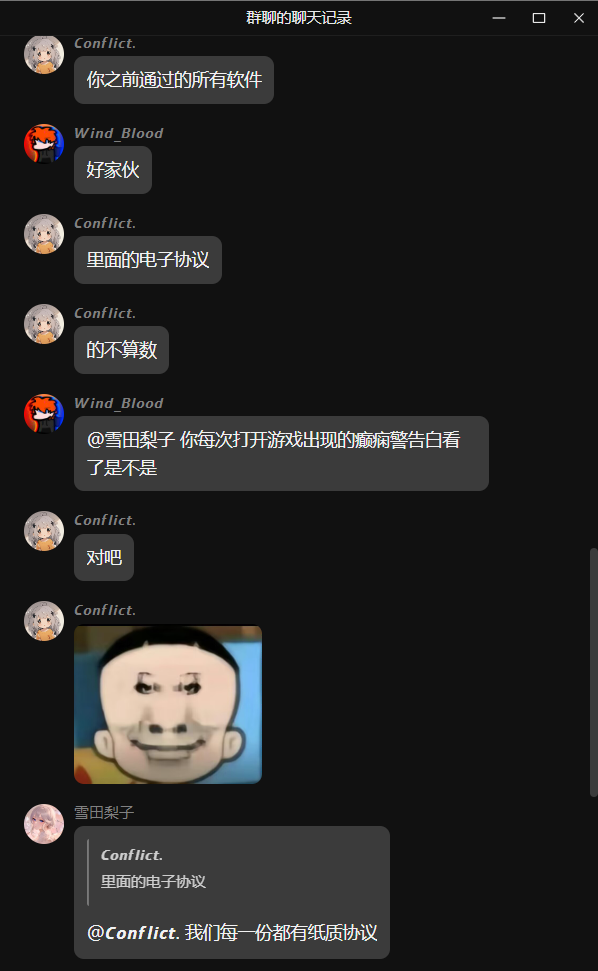 群聊的聊天记录
Conflict.
你之前通过的所有软件
Wind_Blood
好家伙
Conflict.
里面的电子协议
Conflict.
的不算数
Wind_Blood
@雪田梨子 你每次打开游戏出现的癫痫警告白看
了是不是
Conflict.
对吧
Conflict.
雪田梨子
Conflict.
里面的电子协议
@Conflict. 我们每一份都有纸质协议